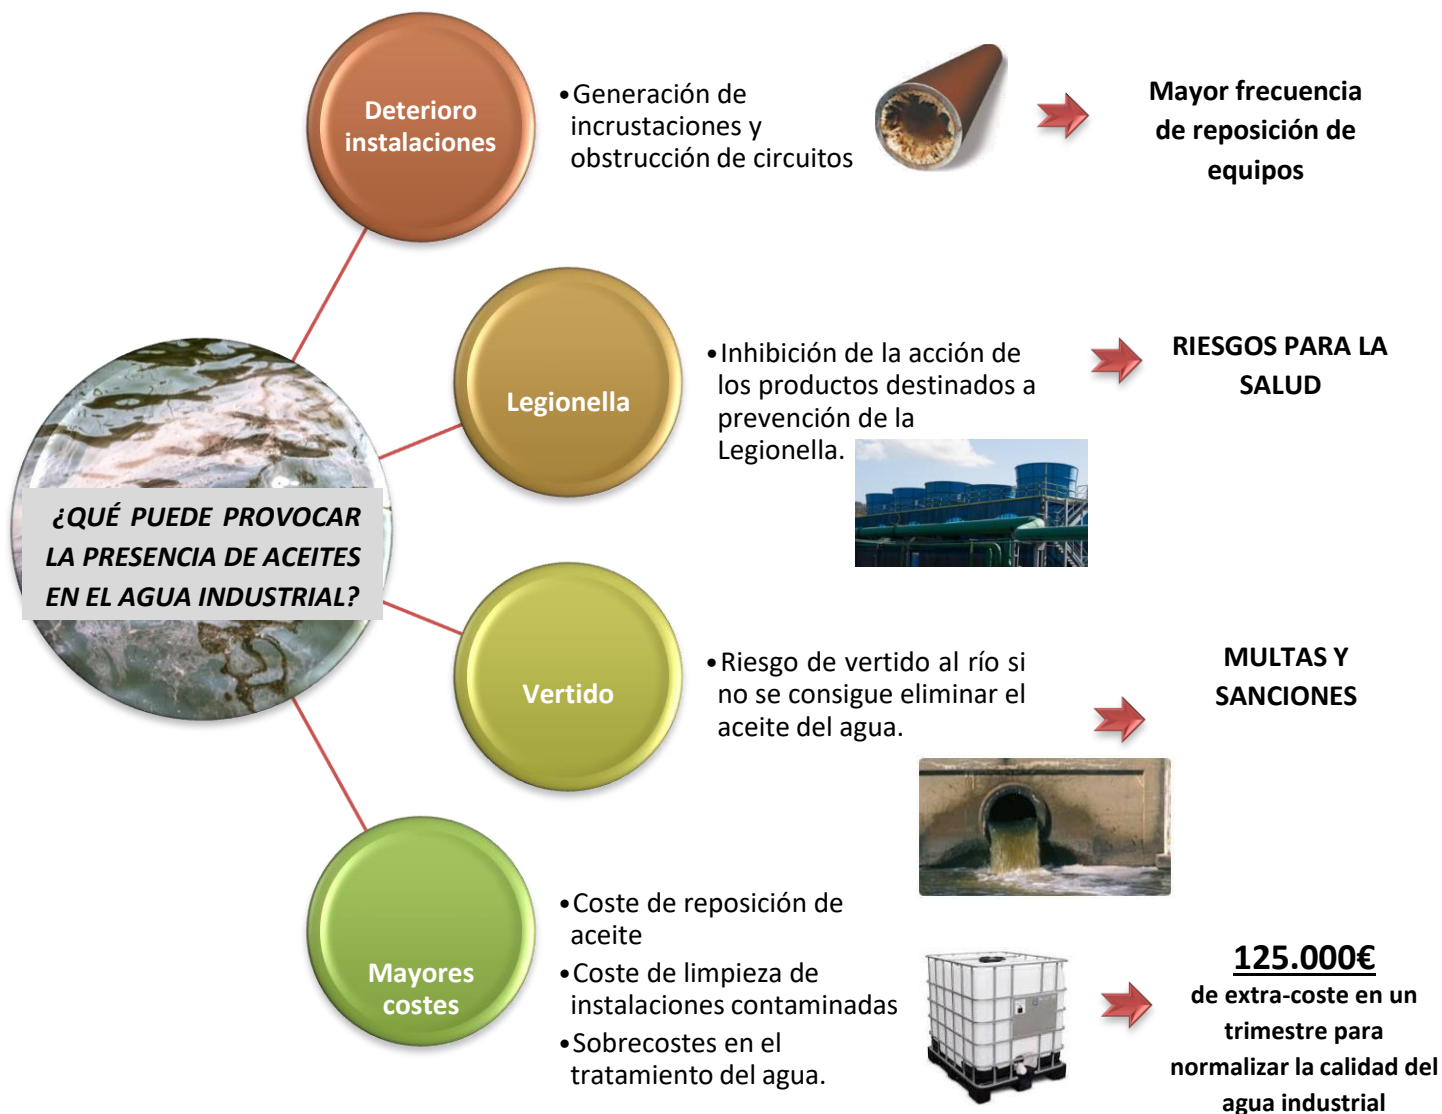 ¿QUÉ PUEDE PROVOCAR
LA PRESENCIA DE ACEITES
EN EL AGUA INDUSTRIAL?
Deterioro
instalaciones
•Generación de
incrustaciones y
obstrucción de circuitos
Mayor frecuencia
de reposición de
equipos
Legionella
•Inhibición de la acción de
los productos destinados a
prevención de la
Legionella.
RIESGOS PARA LA
SALUD
Vertido
•Riesgo de vertido al río si
no se consigue eliminar el
aceite del agua.
MULTAS Y
SANCIONES
Mayores
costes
•Coste de reposición de
aceite
•Coste de limpieza de
instalaciones contaminadas
•Sobrecostes en el
tratamiento del agua.
125.000€
de extra-coste en un
trimestre para
normalizar la calidad del
agua industrial